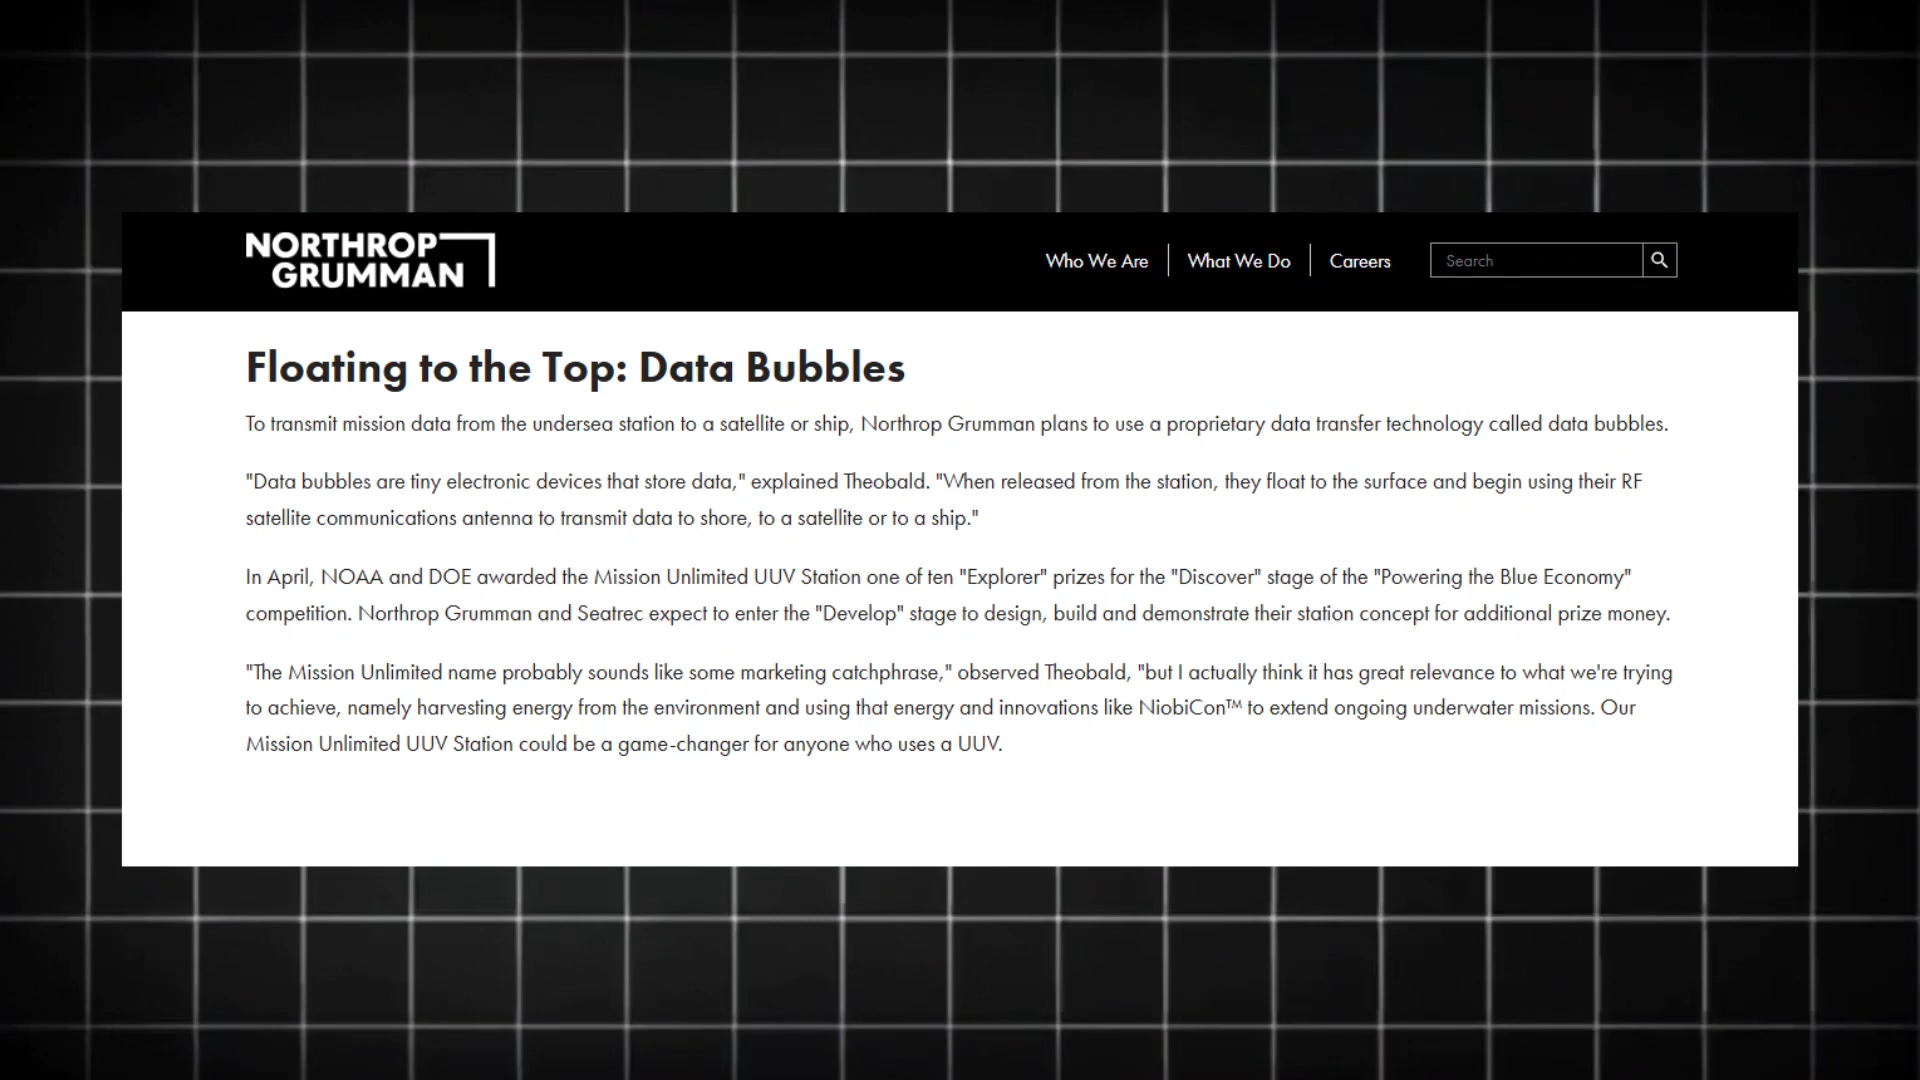 NORTHROP
GRUMMAN
Who We Are
What We Do
Careers
Search
Floating to the Top: Data Bubbles
To transmit mission data from the undersea station to a satellite or ship, Northrop Grumman plans to use a proprietary data transfer technology called data bubbles.
"Data bubbles are tiny electronic devices that store data," explained Theobald. "When released from the station, they float to the surface and begin using their RF
satellite communications antenna to transmit data to shore, to a satellite or to a ship."
In April, NOAA and DOE awarded the Mission Unlimited UUV Station one of ten "Explorer" prizes for the "Discover" stage of the "Powering the Blue Economy"
competition. Northrop Grumman and Seatrec expect to enter the "Develop" stage to design, build and demonstrate their station concept for additional prize money.
"The Mission Unlimited name probably sounds like some marketing catchphrase," observed Theobald, "but I actually think it has great relevance to what we're trying
to achieve, namely harvesting energy from the environment and using that energy and innovations like NiobiCon™ to extend ongoing underwater missions. Our
Mission Unlimited UUV Station could be a game-changer for anyone who uses a UUV.